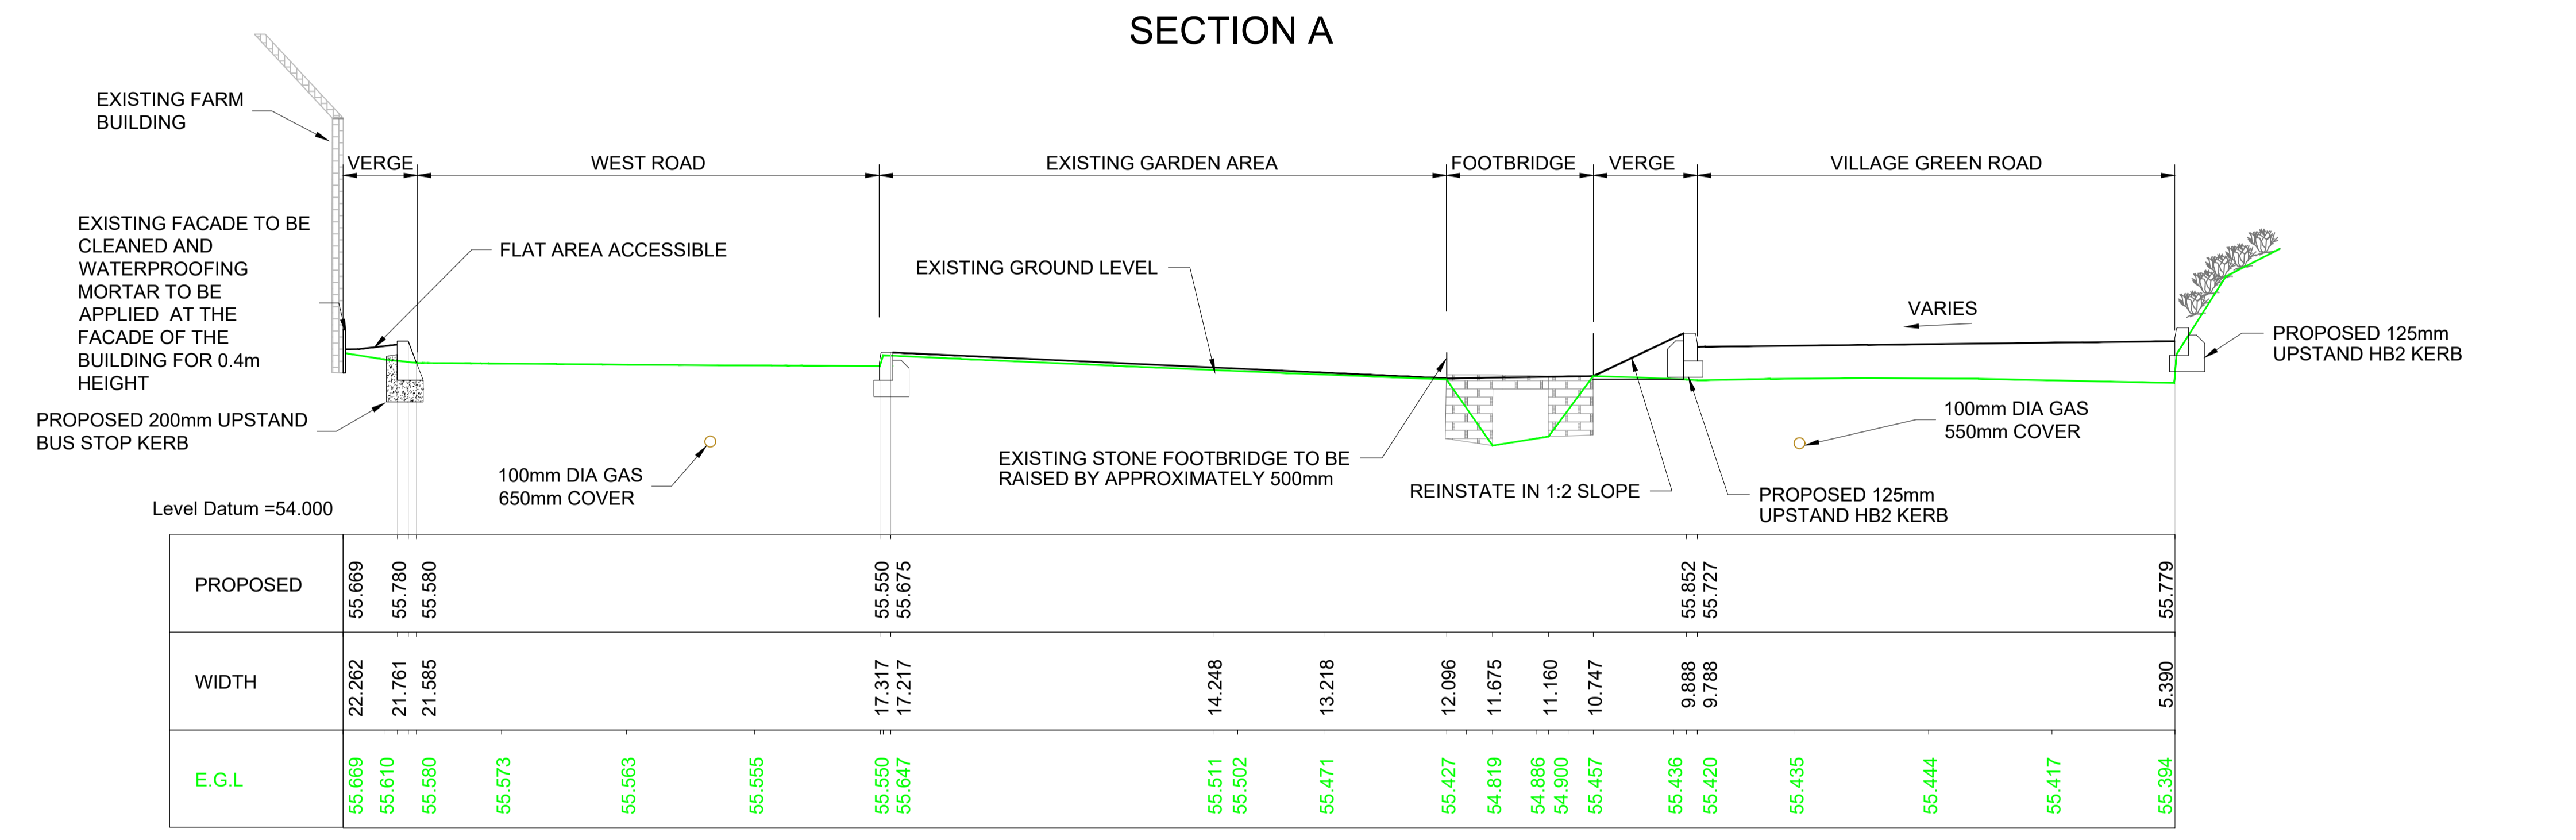 SECTION A
EXISTING FARM
BUILDING
VERGE
WEST ROAD
EXISTING GARDEN AREA
FOOTBRIDGE
VERGE
VILLAGE GREEN ROAD
EXISTING FACADE TO BE
CLEANED AND
WATERPROOFING
MORTAR TO BE
APPLIED AT THE
FACADE OF THE
BUILDING FOR 0.4m
HEIGHT
FLAT AREA ACCESSIBLE
EXISTING GROUND LEVEL
VARIES
PROPOSED 125mm
UPSTAND HB2 KERB
PROPOSED 200mm UPSTAND
BUS STOP KERB
100mm DIA GAS
650mm COVER
EXISTING STONE FOOTBRIDGE TO BE
RAISED BY APPROXIMATELY 500mm
REINSTATE IN 1:2 SLOPE
100mm DIA GAS
550mm COVER
PROPOSED 125mm
UPSTAND HB2 KERB
Level Datum =54.000
PROPOSED
55.669
55.780
55.580
55.550
55.675
55.852
55.727
55.779
WIDTH
22.262
21.761
21.585
17.317
17.217
14.248
13.218
12.096
11.675
11.160
10.747
9.888
9.788
5.390
E.G.L
55.669
55.610
55.580
55.573
55.563
55.555
55.550
55.647
55.511
55.502
55.471
55.427
54.819
54.886
54.900
55.457
55.436
55.420
55.435
55.444
55.417
55.394